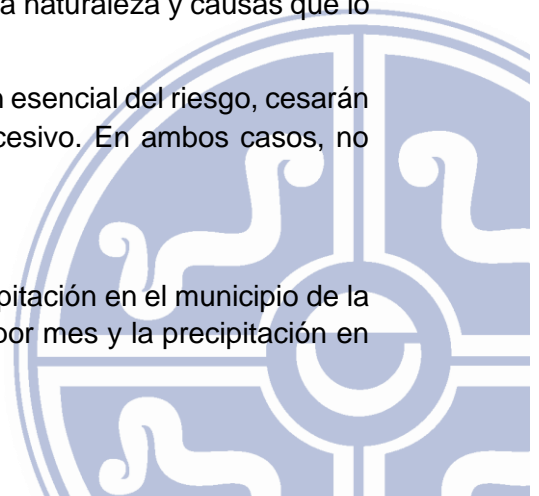 a naturaleza y causas que lo
esencial del riesgo, cesarán
cesivo. En ambos casos, no
pitación en el municipio de la
por mes y la precipitación en